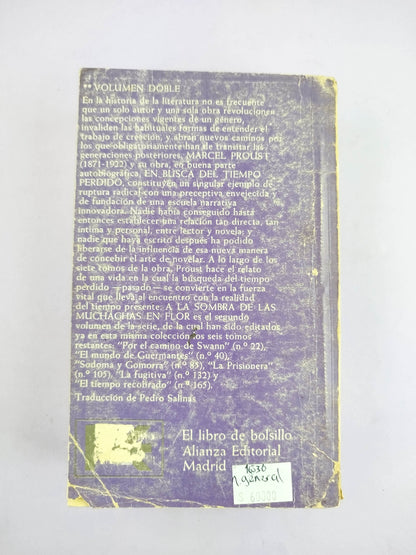 ** VOLUMEN DOBLE
En la historia de la literatura no es frecuente
que un solo autor y una sola obra revolucionen
las concepciones vigentes de un género,
invaliden las habituales formas de entender el
trabajo de creación, y abran nuevos caminos por
los que obligatoriamente han de transitar las
generaciones posteriores. MARCEL PROUST
(1871-1922) y su obra, en buena parte
autobiográfica, EN BUSCA DEL TIEMPO
PERDIDO, constituyen un singular ejemplo de
ruptura radical con una preceptiva envejecida y
de fundación de una escuela narrativa
innovadora. Nadie había conseguido hasta
entonces establecer una relación tan directa, tan
íntima y personal, entre lector y novela; y
nadie que haya escrito después ha podido
liberarse de la influencia de esa nueva manera
de concebir el arte de novelar. A lo largo de los
siete tomos de la obra, Proust hace el relato
de una vida en la cual la búsqueda del tiempo
perdido —pasado— se convierte en la fuerza
vital que lleva al encuentro con la realidad
del tiempo presente. A LA SOMBRA DE LAS
MUCHACHAS EN FLOR es el segundo
volumen de la serie, de la cual han sido editados
ya en esta misma colección los seis tomos
restantes: "Por el camino de Swann" (n.º 22),
"El mundo de Guermantes" (n.º 40),
"Sodoma y Gomorra" (n.º 83), "La Prisionera"
(n.º 105), "La fugitiva" (n.º 132) y
"El tiempo recobrado" (n.º 165).
Traducción de Pedro Salinas
El libro de bolsillo
Alianza Editorial
Madrid
general